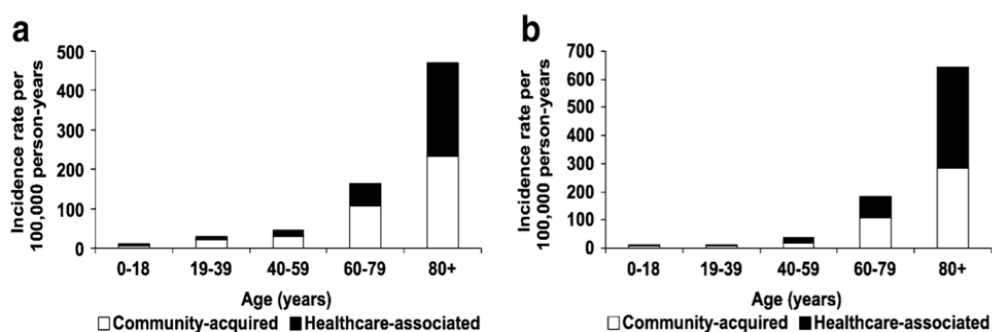 a
Incidence rate per
100,000 person-years
500
400
300
200
100
0
0-18 19-39 40-59 60-79 80+
Age (years)
Community-acquired Healthcare-associated
b
Incidence rate per
100,000 person-years
700
600
500
400
300
200
100
0
0-18 19-39 40-59 60-79 80+
Age (years)
Community-acquired Healthcare-associated